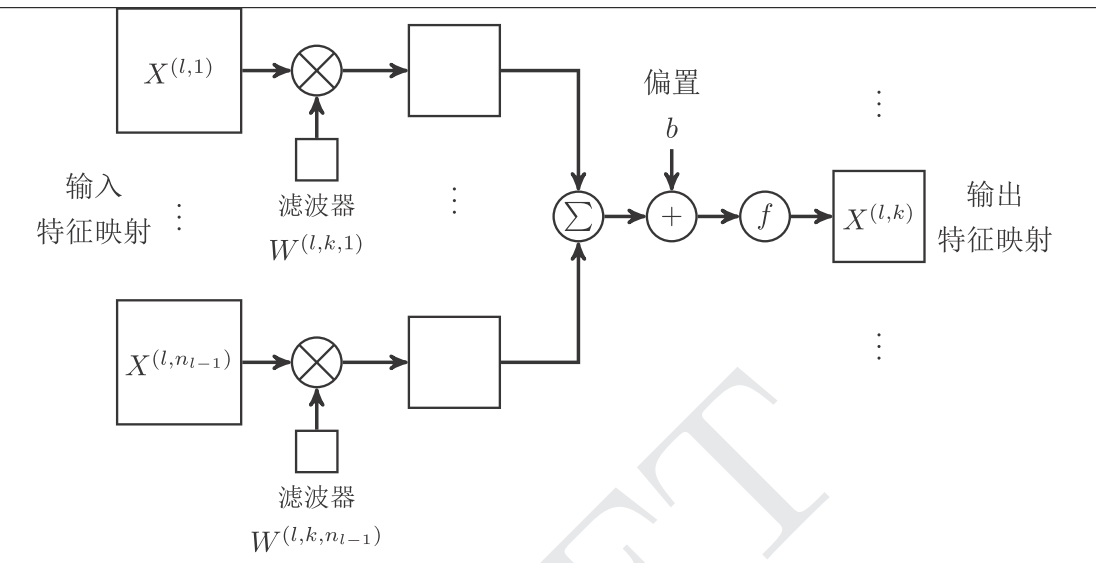 X^{(l,1)}
滤波器
W^{(l,k,1)}
输入
特征映射
⋮
⋮
X^{(l,n_{l-1})}
滤波器
W^{(l,k,n_{l-1})}
∑
偏置
b
+
f
⋮
X^{(l,k)}
输出
特征映射
⋮